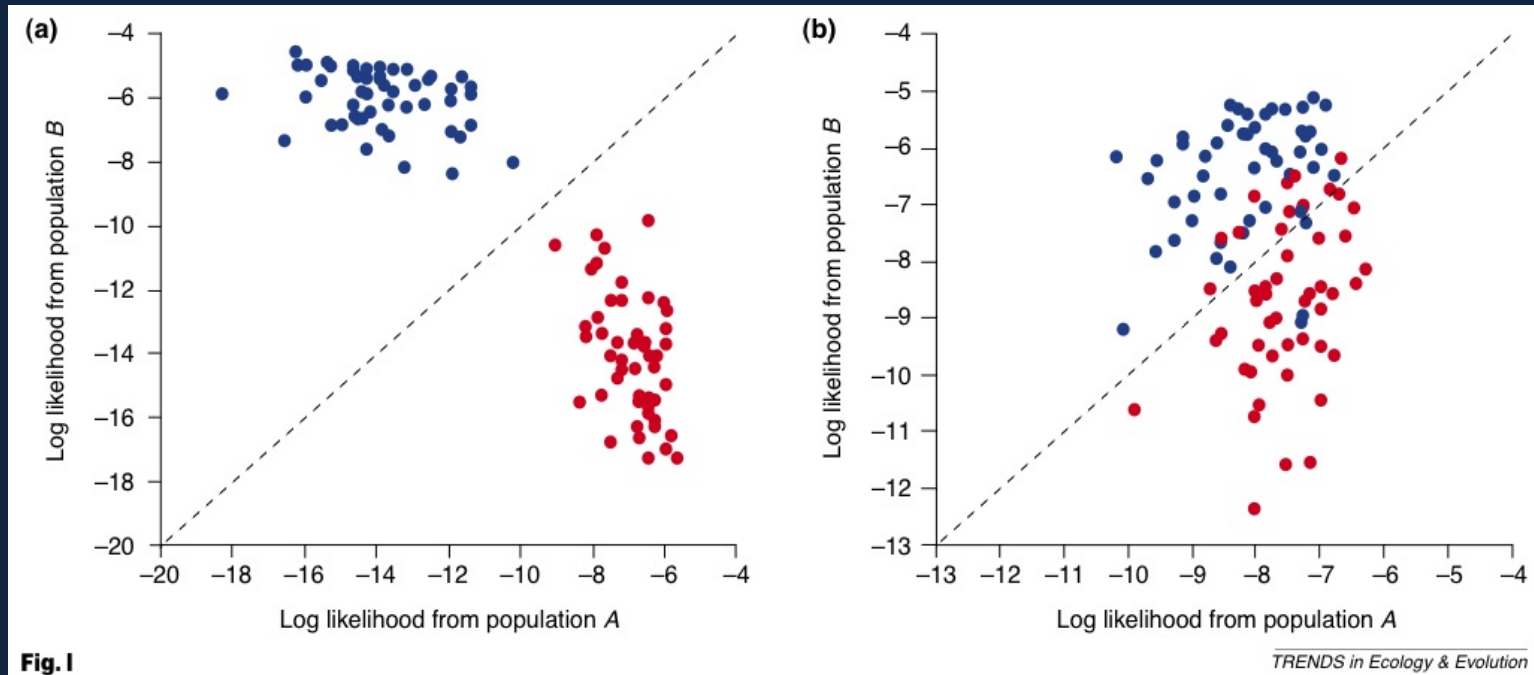 (a)
−4
−6
−8
−10
−12
−14
−16
−18
−20
−20 −18 −16 −14 −12 −10 −8 −6 −4
Log likelihood from population B
Log likelihood from population A
(b)
−4
−5
−6
−7
−8
−9
−10
−11
−12
−13
−13 −12 −11 −10 −9 −8 −7 −6 −5 −4
Log likelihood from population B
Log likelihood from population A
Fig. I
TRENDS in Ecology & Evolution